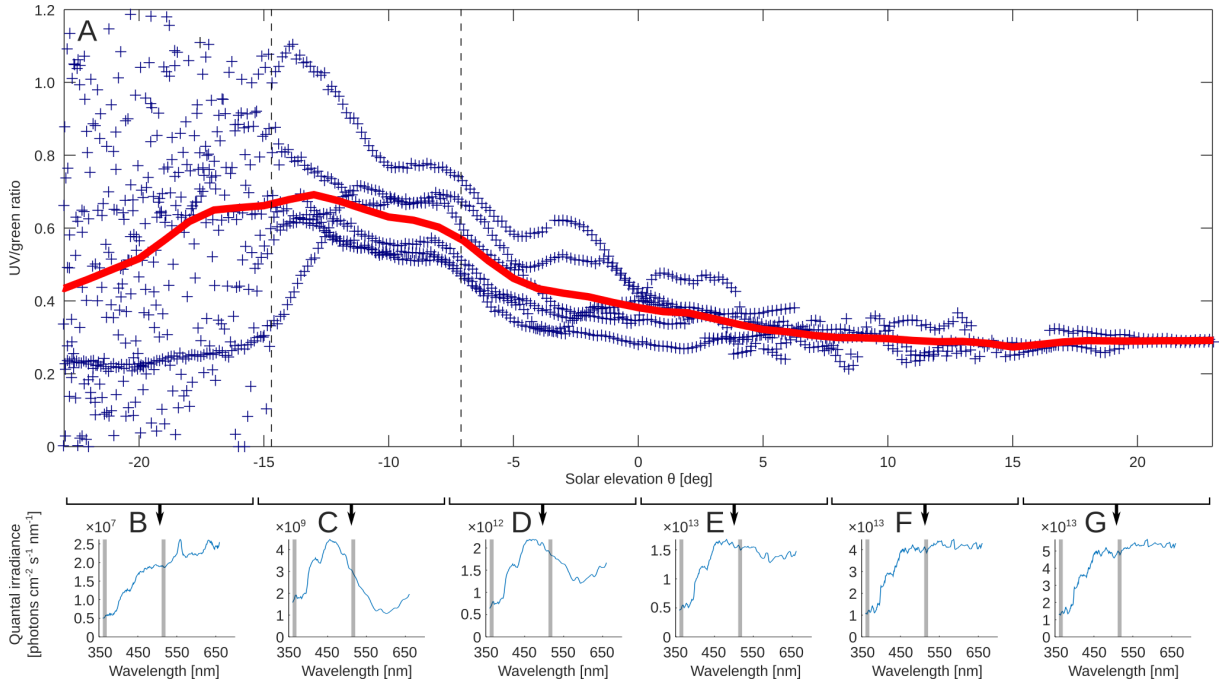 A
1.2
1.0
0.8
0.6
0.4
0.2
0
UV/green ratio
-20 -15 -10 -5 0 5 10 15 20
Solar elevation θ [deg]
B C D E F G
×10⁷ ×10⁹ ×10¹² ×10¹³ ×10¹³ ×10¹³
Quantal irradiance
[photons cm⁻² s⁻¹ nm⁻¹]
2.5
2.0
1.5
1.0
0.5
0
350 450 550 650
Wavelength [nm]
4
3
2
1
0
350 450 550 650
Wavelength [nm]
2
1.5
1
0.5
0
350 450 550 650
Wavelength [nm]
1.5
1
0.5
0
350 450 550 650
Wavelength [nm]
4
3
2
1
0
350 450 550 650
Wavelength [nm]
5
4
3
2
1
0
350 450 550 650
Wavelength [nm]